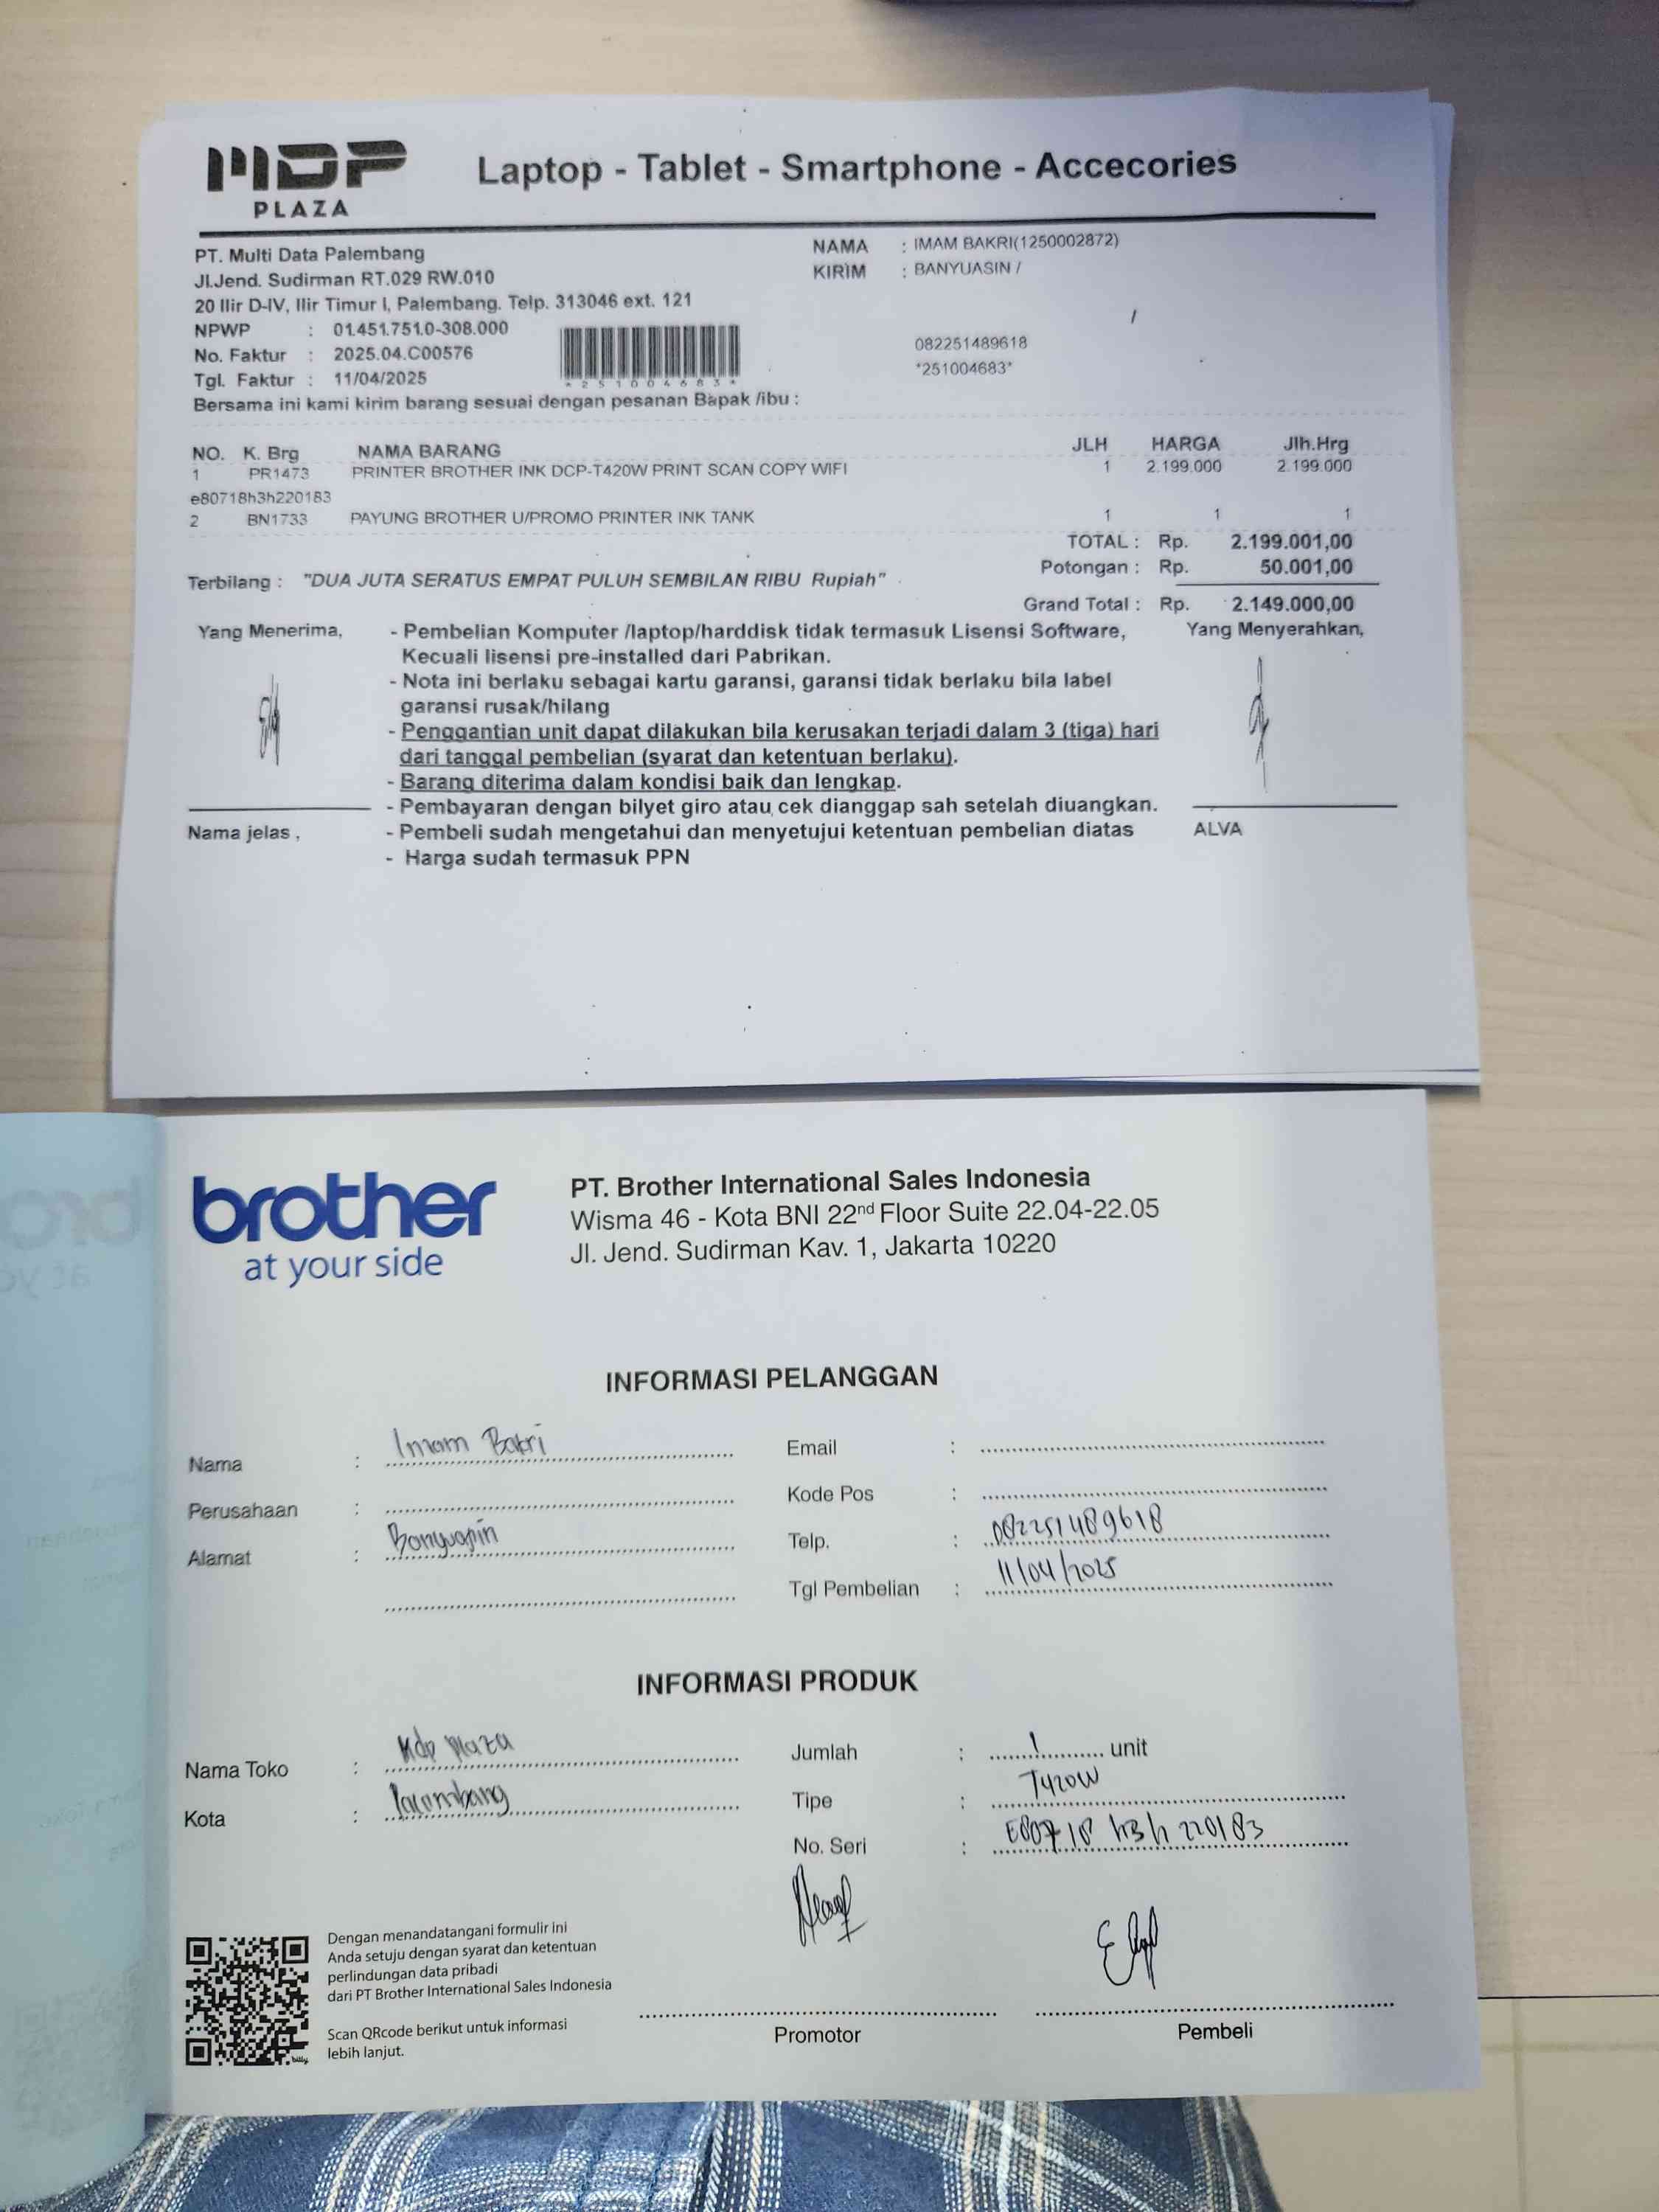 MDP
PLAZA
Laptop - Tablet - Smartphone - Accecories
PT. Multi Data Palembang
Jl.Jend. Sudirman RT.029 RW.010
20 Ilir D-IV, Ilir Timur I, Palembang. Telp. 313046 ext. 121
NPWP : 01.451.751.0-308.000
No. Faktur : 2025.04.C00576
Tgl. Faktur : 11/04/2025
NAMA : IMAM BAKRI(1250002872)
KIRIM : BANYUASIN /
/
082251489618
*251004683*
*251004683*
Bersama ini kami kirim barang sesuai dengan pesanan Bapak /ibu :
NO. K. Brg NAMA BARANG JLH HARGA Jlh.Hrg
1 PR1473 PRINTER BROTHER INK DCP-T420W PRINT SCAN COPY WIFI 1 2.199.000 2.199.000
e80718h3h220183
2 BN1733 PAYUNG BROTHER U/PROMO PRINTER INK TANK 1 1 1
TOTAL : Rp. 2.199.001,00
Potongan : Rp. 50.001,00
Terbilang : "DUA JUTA SERATUS EMPAT PULUH SEMBILAN RIBU Rupiah"
Grand Total : Rp. 2.149.000,00
Yang Menerima,
- Pembelian Komputer /laptop/harddisk tidak termasuk Lisensi Software,
Kecuali lisensi pre-installed dari Pabrikan.
- Nota ini berlaku sebagai kartu garansi, garansi tidak berlaku bila label
garansi rusak/hilang
- Penggantian unit dapat dilakukan bila kerusakan terjadi dalam 3 (tiga) hari
dari tanggal pembelian (syarat dan ketentuan berlaku).
- Barang diterima dalam kondisi baik dan lengkap.
- Pembayaran dengan bilyet giro atau cek dianggap sah setelah diuangkan.
- Pembeli sudah mengetahui dan menyetujui ketentuan pembelian diatas
- Harga sudah termasuk PPN
Yang Menyerahkan,
Nama jelas ,
ALVA
brother
at your side
PT. Brother International Sales Indonesia
Wisma 46 - Kota BNI 22nd Floor Suite 22.04-22.05
Jl. Jend. Sudirman Kav. 1, Jakarta 10220
INFORMASI PELANGGAN
Nama : Imam Bakri
Perusahaan :
Alamat : Banyuasin
Email :
Kode Pos :
Telp. : 082251489618
Tgl Pembelian : 11/04/2025
INFORMASI PRODUK
Nama Toko : Mdp Plaza
Kota : Palembang
Jumlah : 1 unit
Tipe : T420W
No. Seri : E80718 h3h 220183
Dengan menandatangani formulir ini
Anda setuju dengan syarat dan ketentuan
perlindungan data pribadi
dari PT Brother International Sales Indonesia
Scan QRcode berikut untuk informasi
lebih lanjut.
Promotor
Pembeli